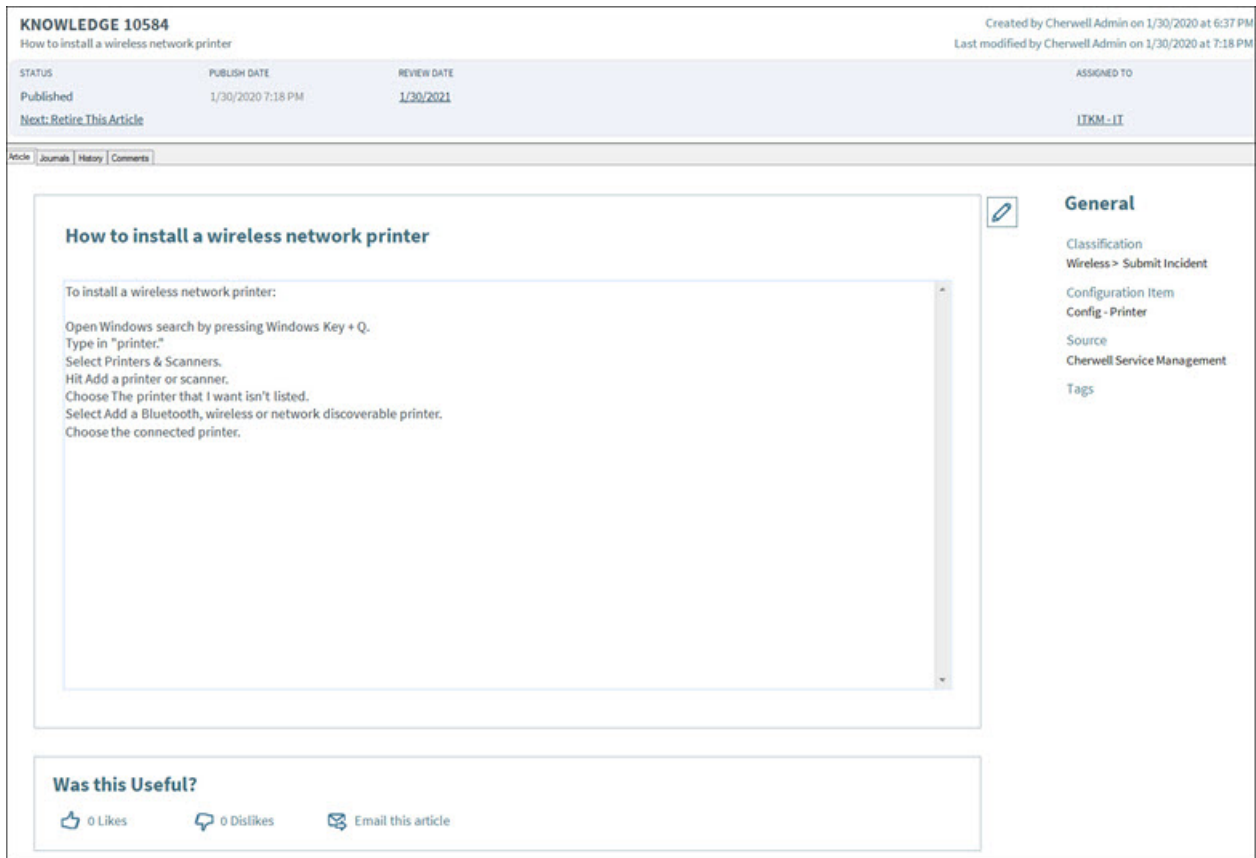 KNOWLEDGE 10584
How to install a wireless network printer
Created by Cherwell Admin on 1/30/2020 at 6:37 PM
Last modified by Cherwell Admin on 1/30/2020 at 7:18 PM
STATUS
Published
Next: Retire This Article
PUBLISH DATE
1/30/2020 7:18 PM
REVIEW DATE
1/30/2021
ASSIGNED TO
ITKM - IT
Article Journals History Comments
How to install a wireless network printer
To install a wireless network printer:
Open Windows search by pressing Windows Key + Q.
Type in "printer."
Select Printers & Scanners.
Hit Add a printer or scanner.
Choose The printer that I want isn't listed.
Select Add a Bluetooth, wireless or network discoverable printer.
Choose the connected printer.
General
Classification
Wireless > Submit Incident
Configuration Item
Config - Printer
Source
Cherwell Service Management
Tags
Was this Useful?
0 Likes
0 Dislikes
Email this article